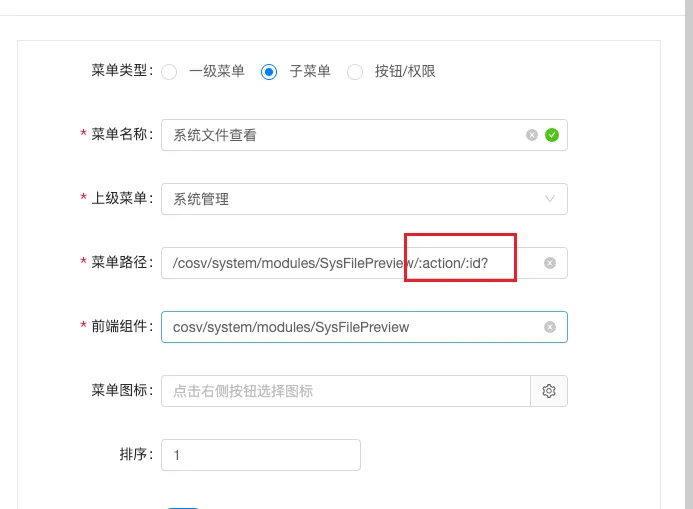 菜单类型： 一级菜单 子菜单 按钮/权限
* 菜单名称： 系统文件查看
* 上级菜单： 系统管理
* 菜单路径： /cosv/system/modules/SysFilePreview/:action/:id?
* 前端组件： cosv/system/modules/SysFilePreview
菜单图标： 点击右侧按钮选择图标
排序： 1